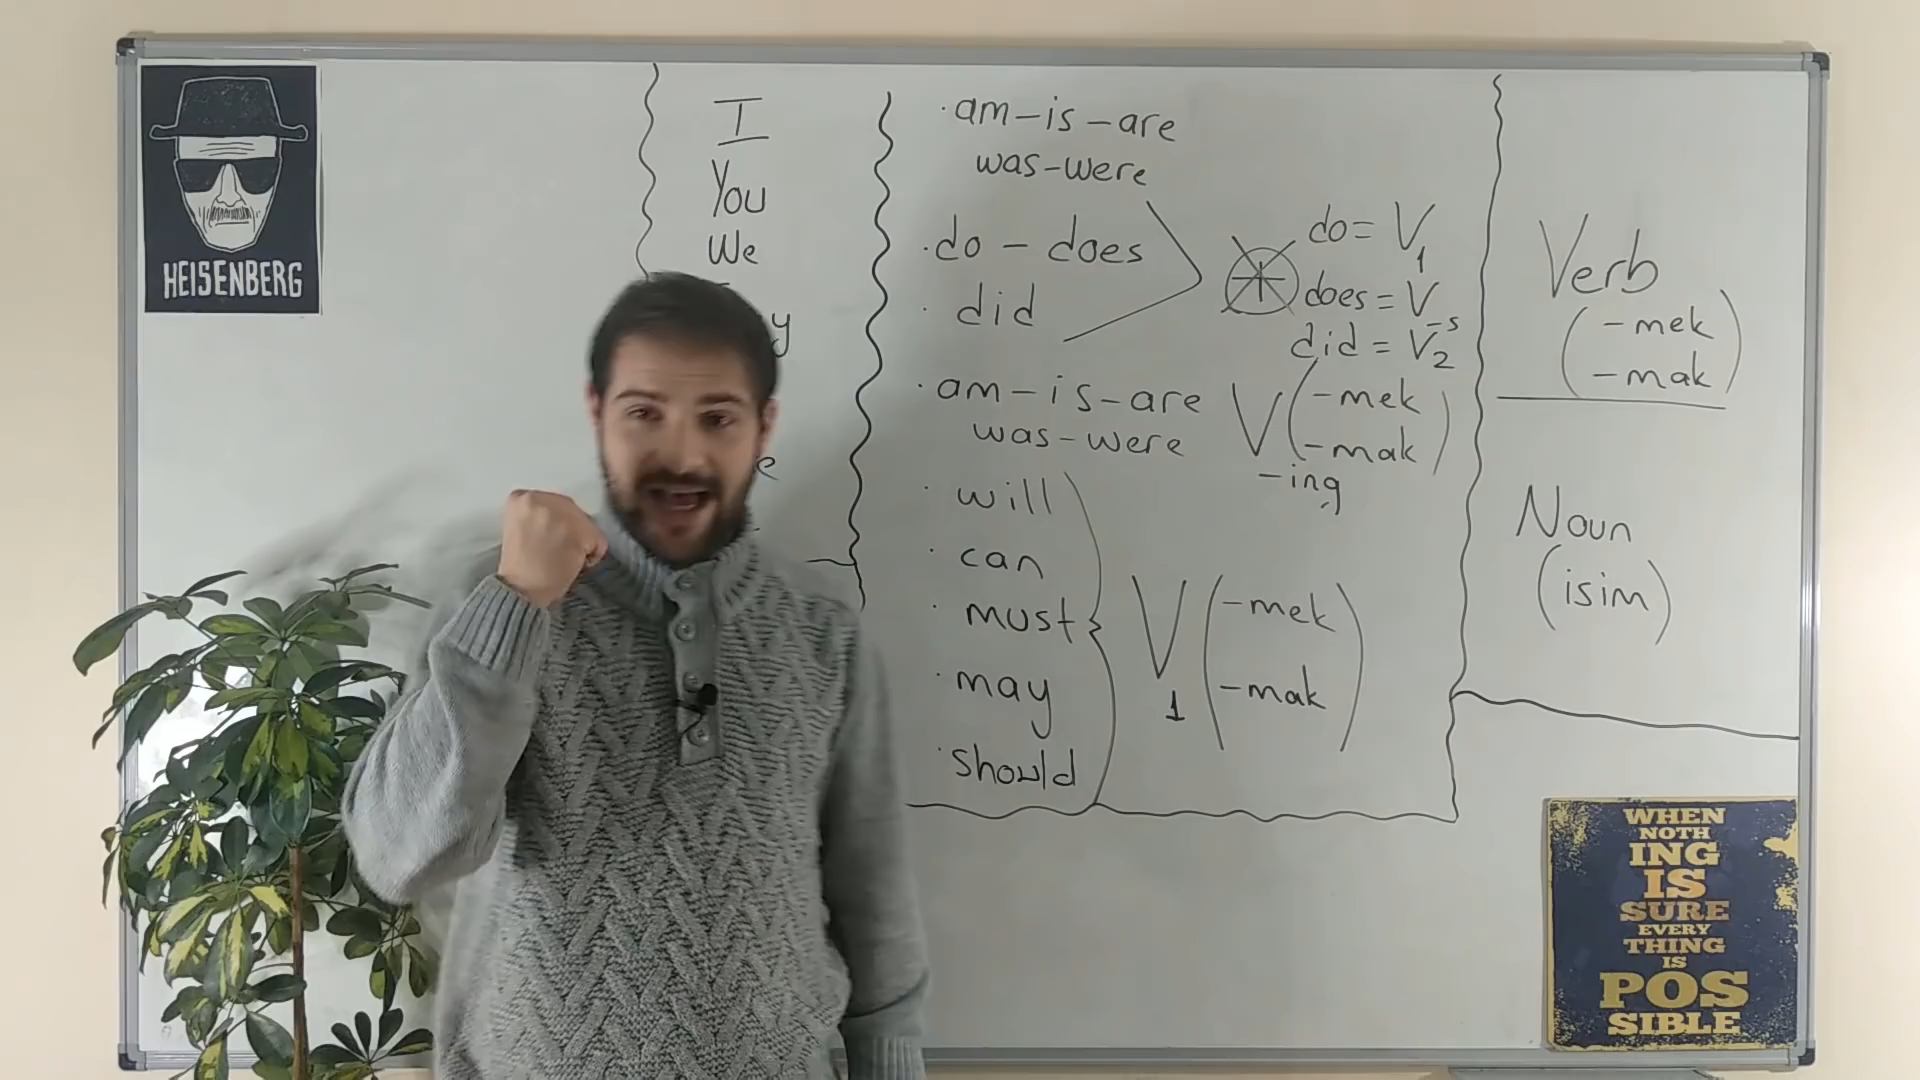 HEISENBERG
I
You
We
y
e
am-is-are
was-were
do - does
did
+
do = V1
does = V-s
did = V2
am-is-are
was-were
V (-mek
-mak)
-ing
will
can
must
may
should
V1 (-mek
-mak)
Verb
(-mek
-mak)
Noun
(isim)
WHEN
NOTH
ING
IS
SURE
EVERY
THING
IS
POS
SIBLE